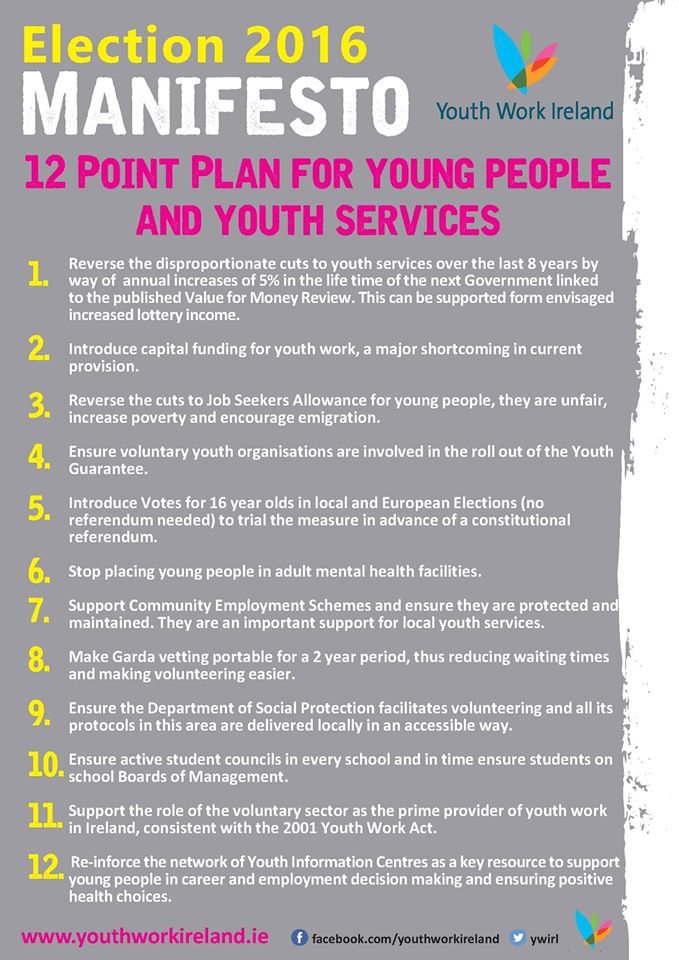 Election 2016
MANIFESTO
Youth Work Ireland
12 POINT PLAN FOR YOUNG PEOPLE
AND YOUTH SERVICES
1. Reverse the disproportionate cuts to youth services over the last 8 years by
way of annual increases of 5% in the life time of the next Government linked
to the published Value for Money Review. This can be supported form envisaged
increased lottery income.
2. Introduce capital funding for youth work, a major shortcoming in current
provision.
3. Reverse the cuts to Job Seekers Allowance for young people, they are unfair,
increase poverty and encourage emigration.
4. Ensure voluntary youth organisations are involved in the roll out of the Youth
Guarantee.
5. Introduce Votes for 16 year olds in local and European Elections (no
referendum needed) to trial the measure in advance of a constitutional
referendum.
6. Stop placing young people in adult mental health facilities.
7. Support Community Employment Schemes and ensure they are protected and
maintained. They are an important support for local youth services.
8. Make Garda vetting portable for a 2 year period, thus reducing waiting times
and making volunteering easier.
9. Ensure the Department of Social Protection facilitates volunteering and all its
protocols in this area are delivered locally in an accessible way.
10. Ensure active student councils in every school and in time ensure students on
school Boards of Management.
11. Support the role of the voluntary sector as the prime provider of youth work
in Ireland, consistent with the 2001 Youth Work Act.
12. Re-inforce the network of Youth Information Centres as a key resource to support
young people in career and employment decision making and ensuring positive
health choices.
www.youthworkireland.ie facebook.com/youthworkireland ywirl